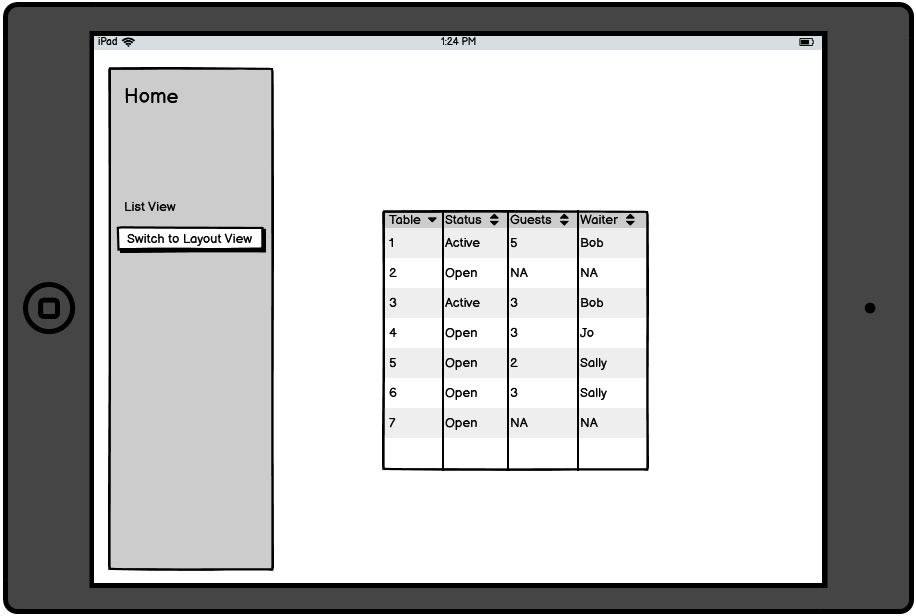 iPad 1:24 PM
Home
List View
Switch to Layout View
Table Status Guests Waiter
1 Active 5 Bob
2 Open NA NA
3 Active 3 Bob
4 Open 3 Jo
5 Open 2 Sally
6 Open 3 Sally
7 Open NA NA